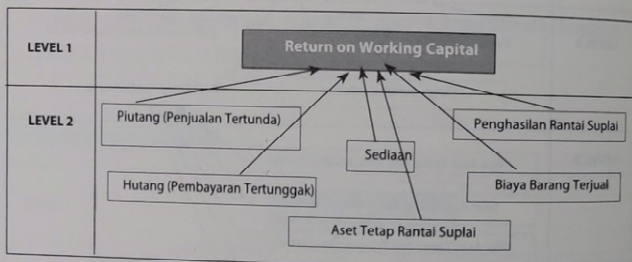 LEVEL 1
Return on Working Capital
LEVEL 2
Piutang (Penjualan Tertunda)
Penghasilan Rantai Suplai
Sediaan
Hutang (Pembayaran Tertunggak)
Biaya Barang Terjual
Aset Tetap Rantai Suplai